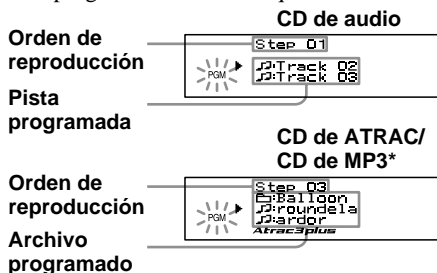 CD de audio
Orden de
reproducción
Step 01
PGM
♫:Track 02
♫:Track 03
Pista
programada
CD de ATRAC/
CD de MP3*
Orden de
reproducción
Step 03
:Balloon
♫:roundela
♫:ardor
PGM
Atrac3plus
Archivo
programado